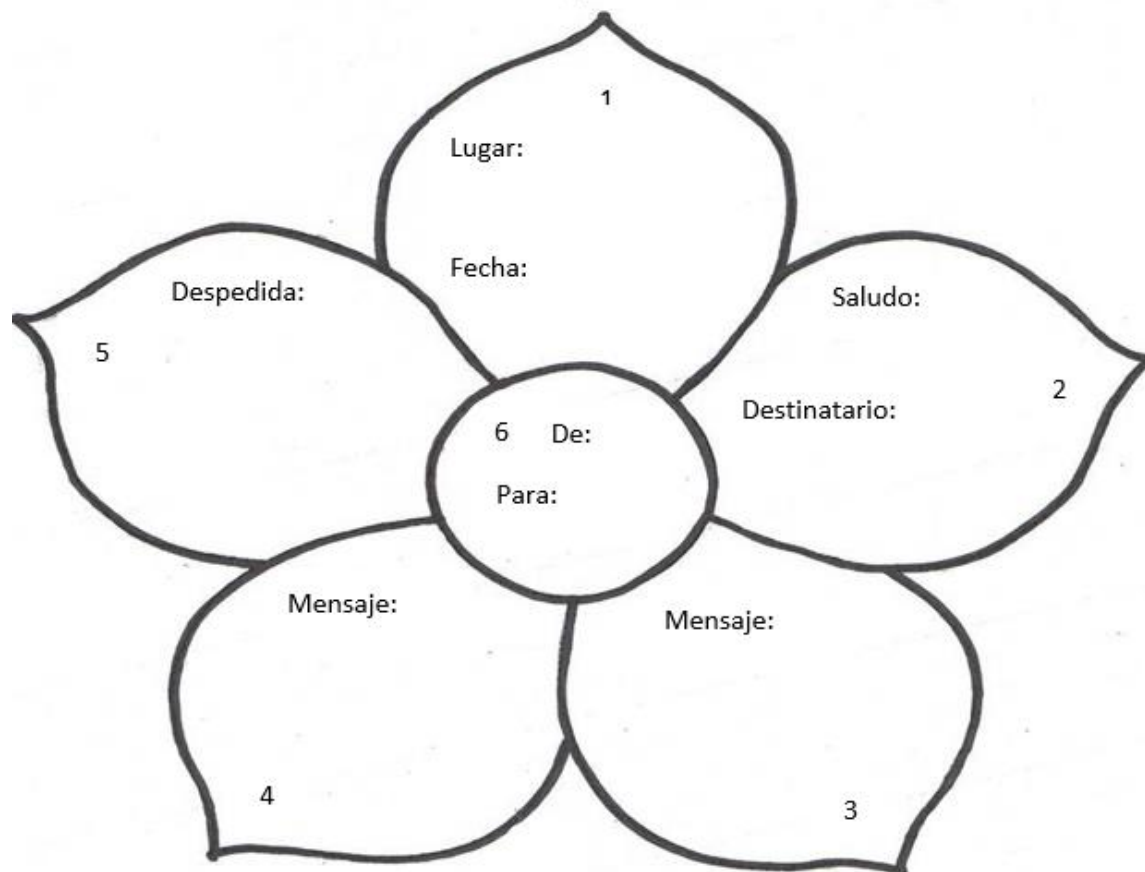 1
Lugar:
Fecha:
Saludo:
2
Destinatario:
Mensaje:
3
Mensaje:
4
Despedida:
5
6 De:
Para: